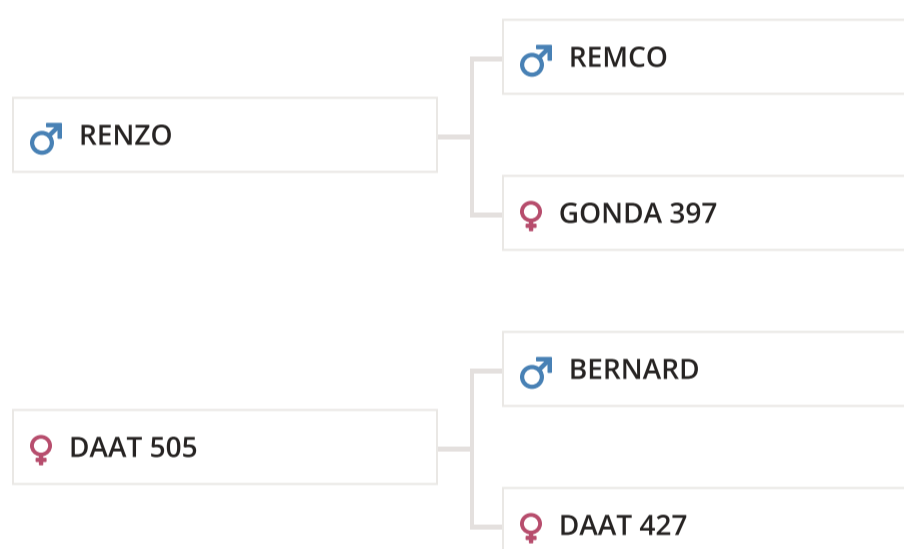 REMCO
RENZO
GONDA 397
BERNARD
DAAT 505
DAAT 427